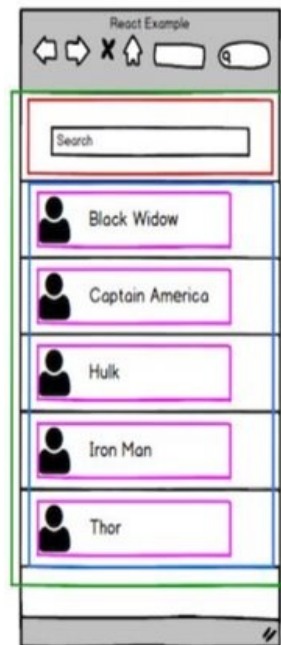 React Example
Search
Black Widow
Captain America
Hulk
Iron Man
Thor